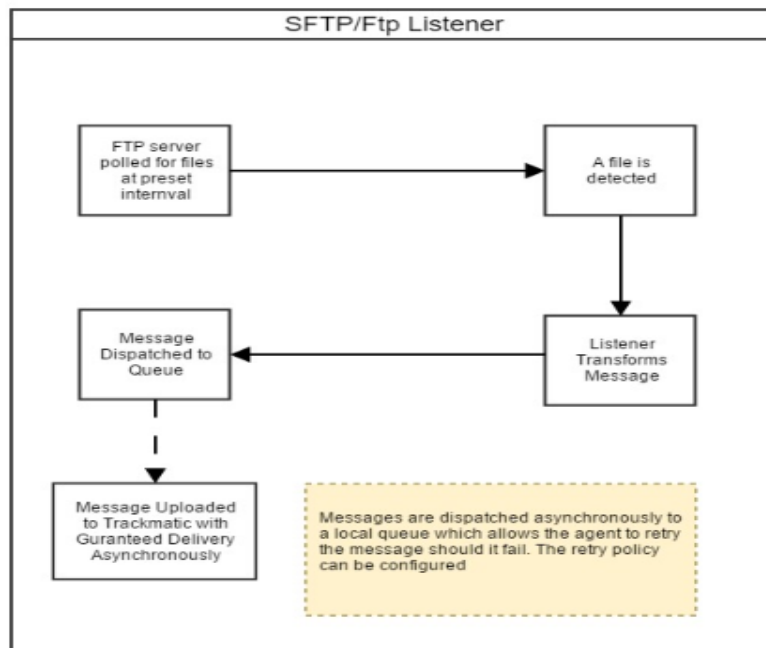 SFTP/Ftp Listener
FTP server
polled for files
at preset
internval
A file is
detected
Listener
Transforms
Message
Message
Dispatched to
Queue
Message Uploaded
to Trackmatic with
Guranteed Delivery
Asynchronously
Messages are dispatched asynchronously to
a local queue which allows the agent to retry
the message should it fail. The retry policy
can be configured